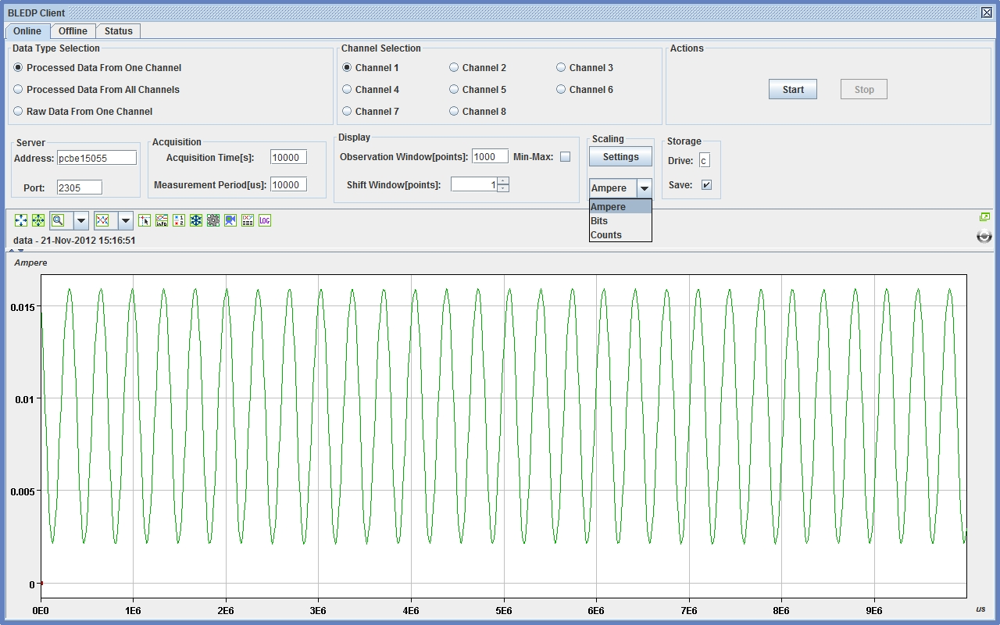 BLEDP Client
Online Offline Status
Data Type Selection
Processed Data From One Channel
Processed Data From All Channels
Raw Data From One Channel
Channel Selection
Channel 1 Channel 2 Channel 3
Channel 4 Channel 5 Channel 6
Channel 7 Channel 8
Actions
Start Stop
Server
Address: pcbe15055
Port: 2305
Acquisition
Acquisition Time[s]: 10000
Measurement Period[us]: 10000
Display
Observation Window[points]: 1000 Min-Max:
Shift Window[points]: 1
Scaling
Settings
Ampere
Ampere
Bits
Counts
Storage
Drive: c
Save:
LOG
data - 21-Nov-2012 15:16:51
Ampere
0.015
0.01
0.005
0
0E0 1E6 2E6 3E6 4E6 5E6 6E6 7E6 8E6 9E6 us